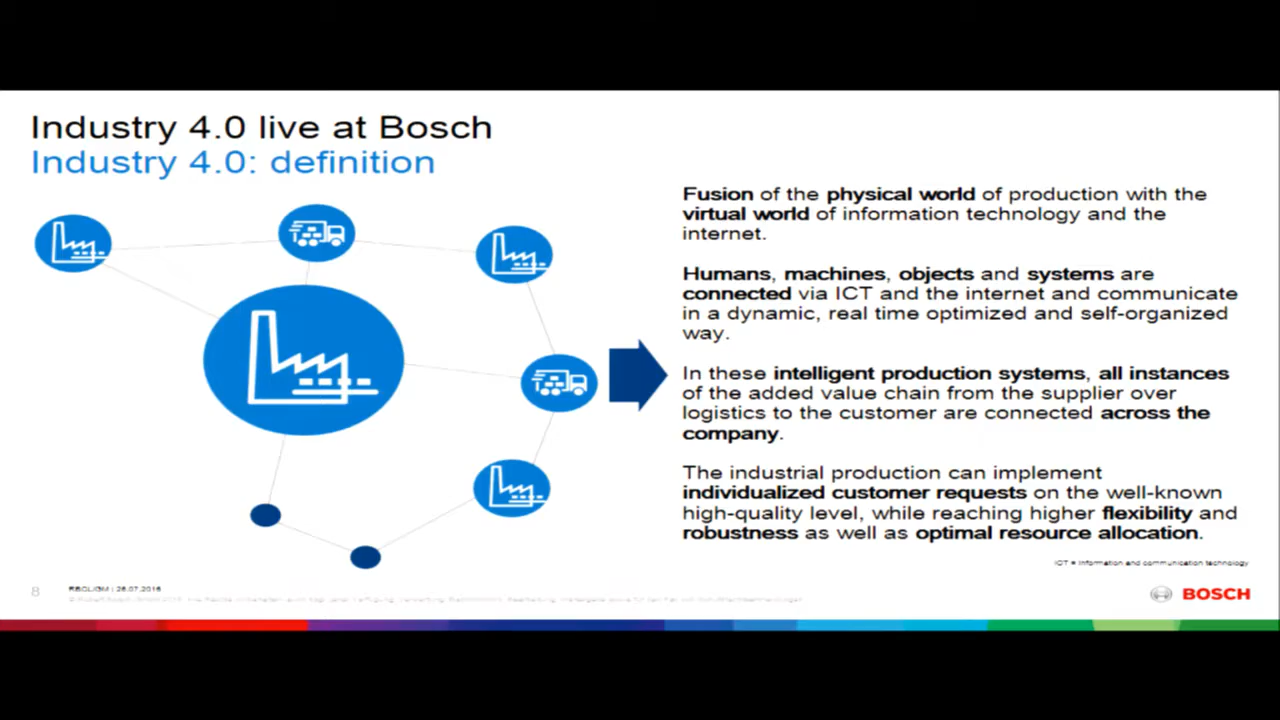 Industry 4.0 live at Bosch
Industry 4.0: definition
Fusion of the physical world of production with the
virtual world of information technology and the
internet.
Humans, machines, objects and systems are
connected via ICT and the internet and communicate
in a dynamic, real time optimized and self-organized
way.
In these intelligent production systems, all instances
of the added value chain from the supplier over
logistics to the customer are connected across the
company.
The industrial production can implement
individualized customer requests on the well-known
high-quality level, while reaching higher flexibility and
robustness as well as optimal resource allocation.
ICT = Information and communication technology
8
26.07.2016
BOSCH